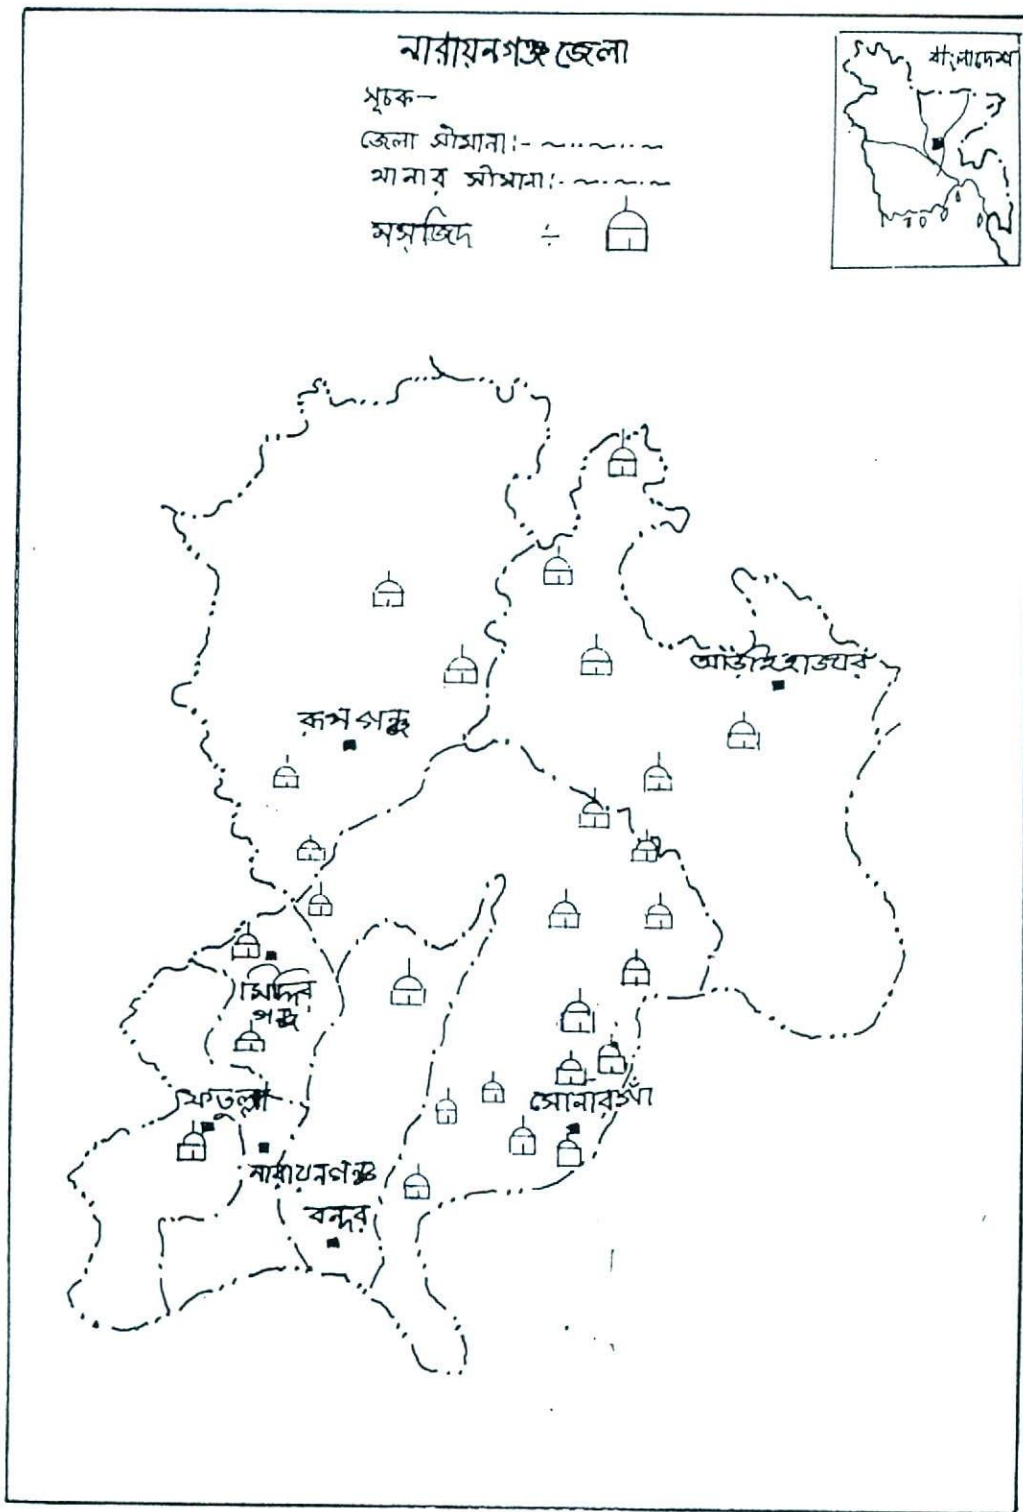 নারায়নগঞ্জ জেলা
বাংলাদেশ
সূচক-
জেলা সীমানা:-
থানার সীমানা:-
মসজিদ ÷
আড়াইহাজার
রূপগঞ্জ
সিদ্দির
গঞ্জ
ফতুল্লা
সোনারগাঁ
নারায়নগঞ্জ
বন্দর